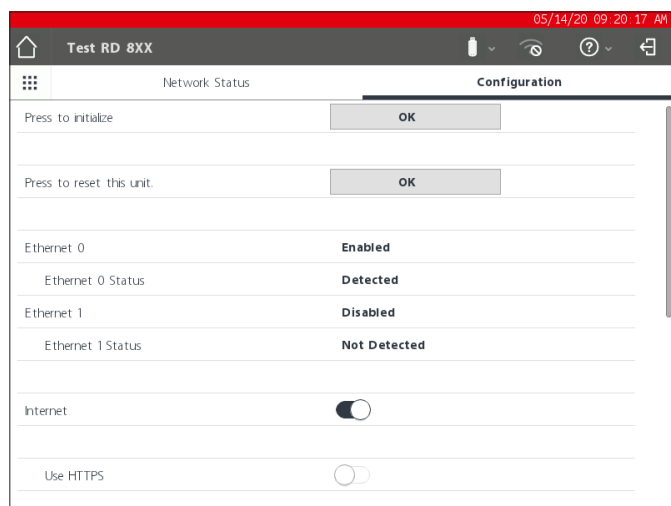 05/14/20 09:20:17 AM
Test RD 8XX
Network Status Configuration
Press to initialize OK
Press to reset this unit. OK
Ethernet 0 Enabled
Ethernet 0 Status Detected
Ethernet 1 Disabled
Ethernet 1 Status Not Detected
Internet
Use HTTPS